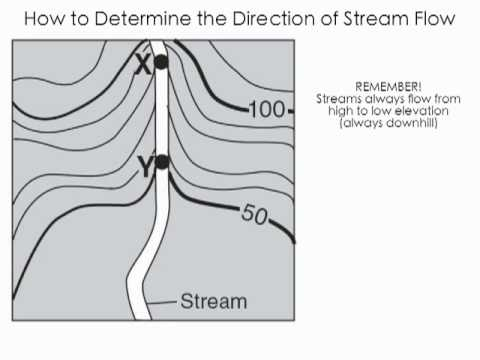 How to Determine the Direction of Stream Flow
X
REMEMBER!
Streams always flow from
high to low elevation
(always downhill)
100
Y
50
Stream